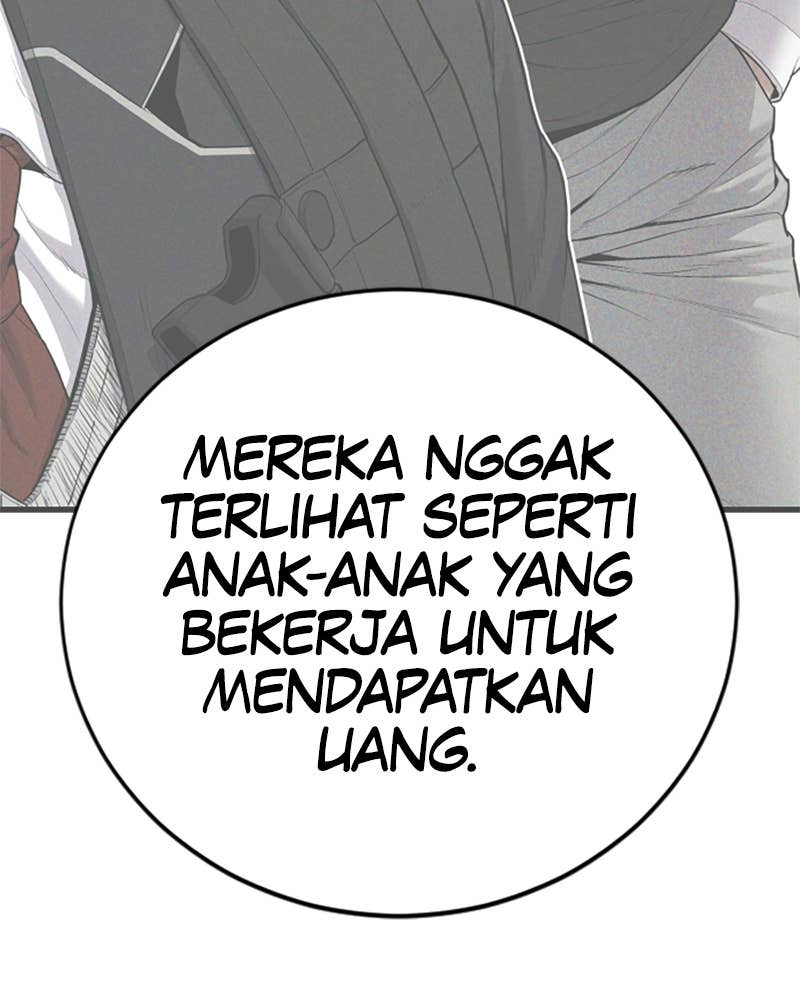 MEREKA NGGAK
TERLIHAT SEPERTI
ANAK-ANAK YANG
BEKERJA UNTUK
MENDAPATKAN
UANG.